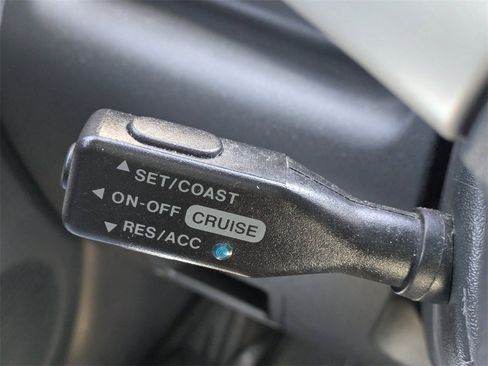 ▲ SET/COAST
◄ ON-OFF CRUISE
▼ RES/ACC